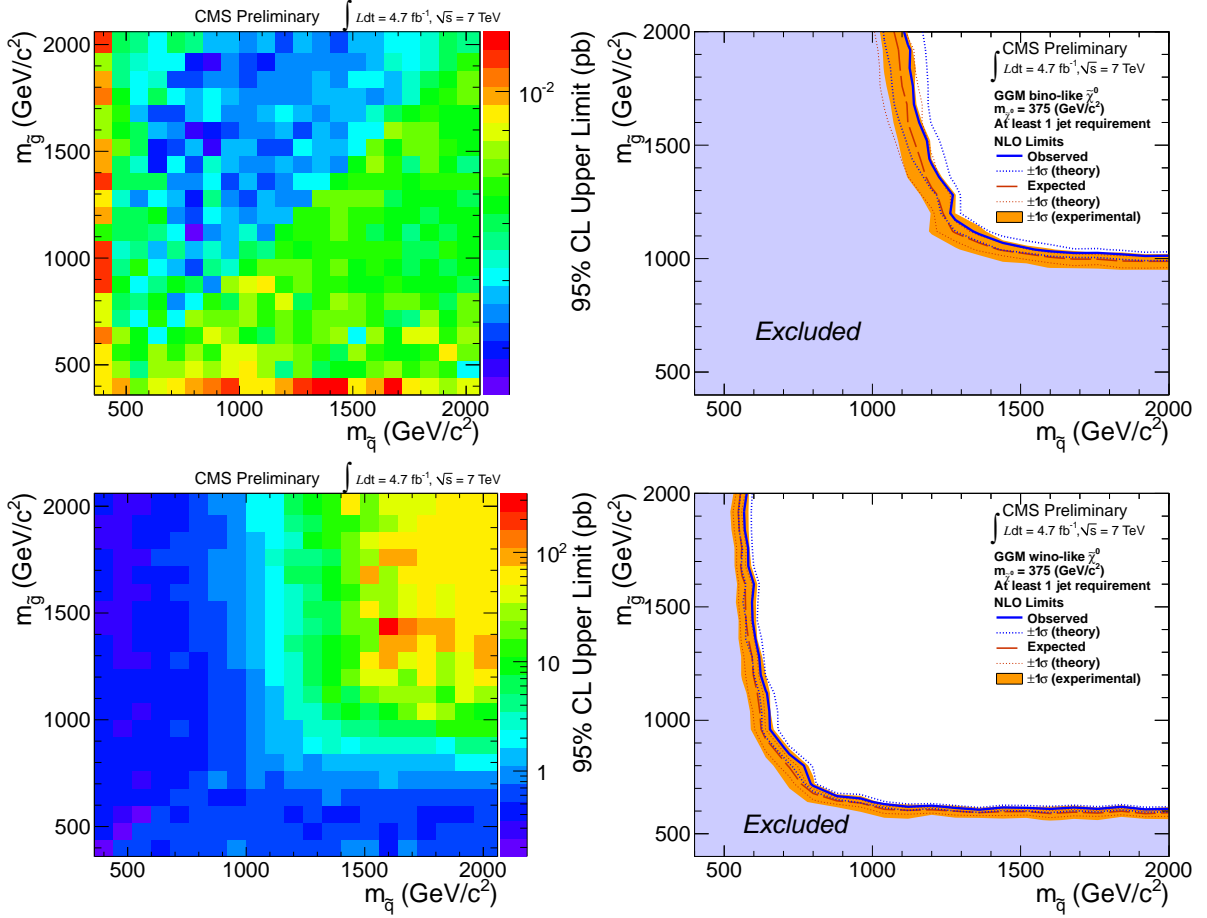 CMS Preliminary ∫ Ldt = 4.7 fb⁻¹, √s = 7 TeV
m_g̃ (GeV/c²)
2000
1500
1000
500
500 1000 1500 2000
m_q̃ (GeV/c²)
10⁻²
95% CL Upper Limit (pb)
m_g̃ (GeV/c²)
2000
1500
1000
500
500 1000 1500 2000
m_q̃ (GeV/c²)
Excluded
CMS Preliminary
∫ Ldt = 4.7 fb⁻¹, √s = 7 TeV
GGM bino-like χ̃⁰
m_χ̃⁰ = 375 (GeV/c²)
At least 1 jet requirement
NLO Limits
Observed
±1σ (theory)
Expected
±1σ (theory)
±1σ (experimental)
CMS Preliminary ∫ Ldt = 4.7 fb⁻¹, √s = 7 TeV
m_g̃ (GeV/c²)
2000
1500
1000
500
500 1000 1500 2000
m_q̃ (GeV/c²)
10²
10
1
95% CL Upper Limit (pb)
m_g̃ (GeV/c²)
2000
1500
1000
500
500 1000 1500 2000
m_q̃ (GeV/c²)
Excluded
CMS Preliminary
∫ Ldt = 4.7 fb⁻¹, √s = 7 TeV
GGM wino-like χ̃⁰
m_χ̃⁰ = 375 (GeV/c²)
At least 1 jet requirement
NLO Limits
Observed
±1σ (theory)
Expected
±1σ (theory)
±1σ (experimental)